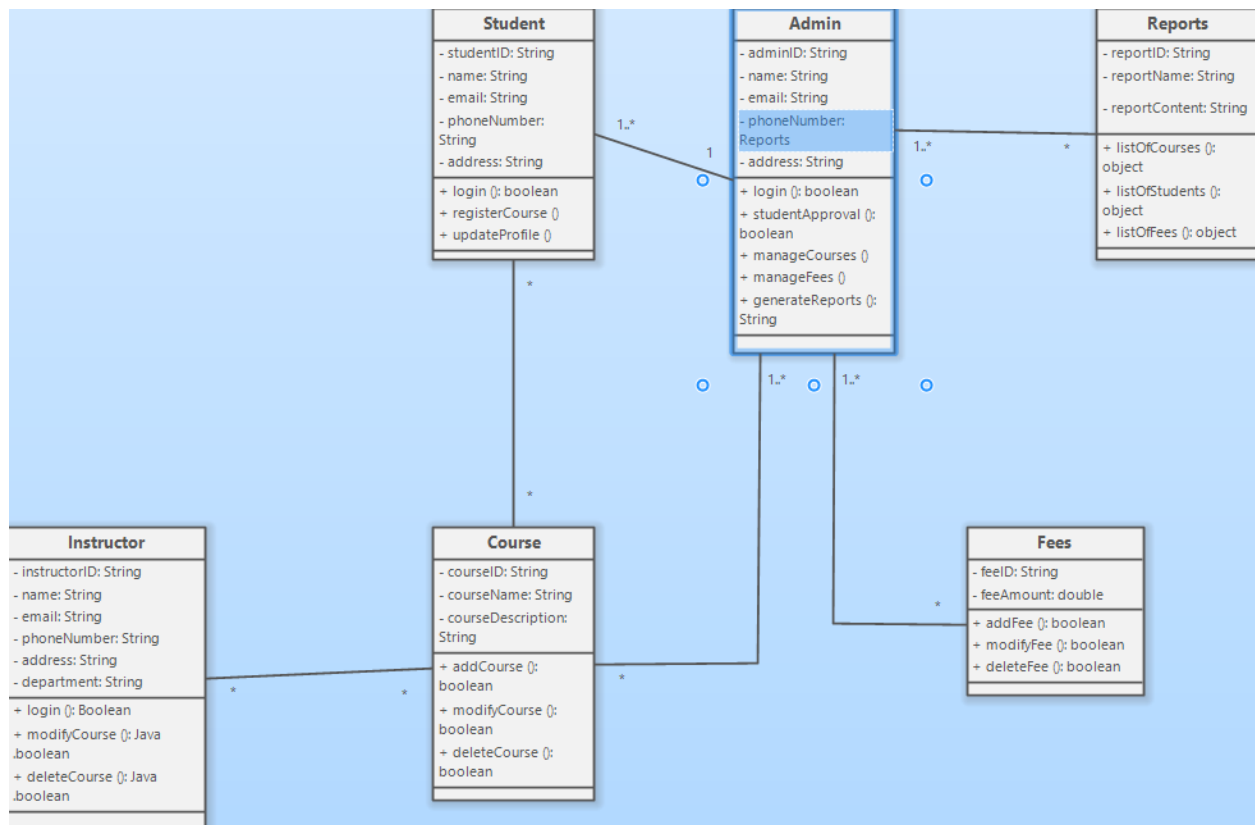 Student
- studentID: String
- name: String
- email: String
- phoneNumber:
String
- address: String
+ login (): boolean
+ registerCourse ()
+ updateProfile ()
Admin
- adminID: String
- name: String
- email: String
- phoneNumber:
Reports
- address: String
+ login (): boolean
+ studentApproval ():
boolean
+ manageCourses ()
+ manageFees ()
+ generateReports ():
String
Reports
- reportID: String
- reportName: String
- reportContent: String
+ listOfCourses ():
object
+ listOfStudents ():
object
+ listOfFees (): object
1..*
1
1..*
*
*
*
1..*
1..*
Instructor
- instructorID: String
- name: String
- email: String
- phoneNumber: String
- address: String
- department: String
+ login (): Boolean
+ modifyCourse (): Java
.boolean
+ deleteCourse (): Java
.boolean
*
*
Course
- courseID: String
- courseName: String
- courseDescription:
String
+ addCourse ():
boolean
+ modifyCourse ():
boolean
+ deleteCourse ():
boolean
*
*
Fees
- feeID: String
- feeAmount: double
+ addFee (): boolean
+ modifyFee (): boolean
+ deleteFee (): boolean